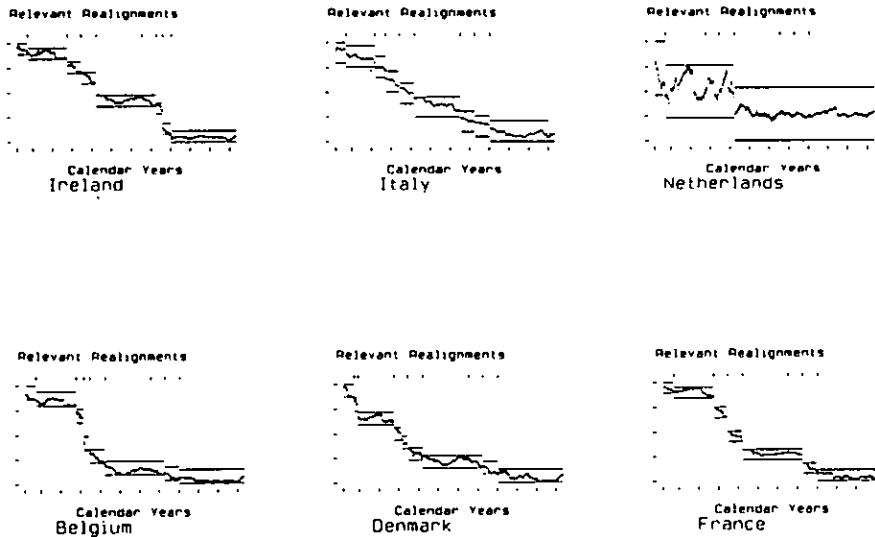 Relevant Realignments
Calendar Years
Ireland
Relevant Realignments
Calendar Years
Italy
Relevant Realignments
Calendar Years
Netherlands
Relevant Realignments
Calendar Years
Belgium
Relevant Realignments
Calendar Years
Denmark
Relevant Realignments
Calendar Years
France